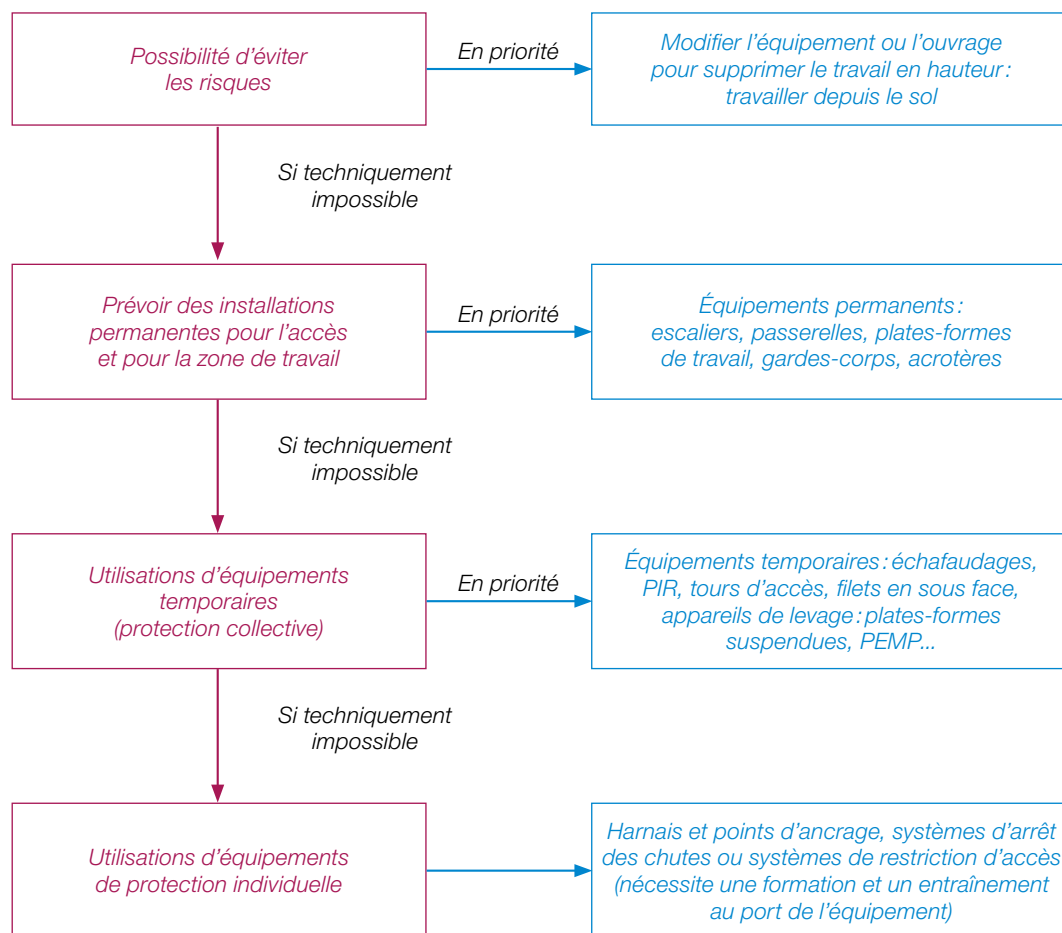 Possibilité d’éviter
les risques
En priorité
Modifier l’équipement ou l’ouvrage
pour supprimer le travail en hauteur :
travailler depuis le sol
Si techniquement
impossible
Prévoir des installations
permanentes pour l’accès
et pour la zone de travail
En priorité
Équipements permanents :
escaliers, passerelles, plates-formes
de travail, gardes-corps, acrotères
Si techniquement
impossible
Utilisations d’équipements
temporaires
(protection collective)
En priorité
Équipements temporaires : échafaudages,
PIR, tours d’accès, filets en sous face,
appareils de levage : plates-formes
suspendues, PEMP...
Si techniquement
impossible
Utilisations d’équipements
de protection individuelle
Harnais et points d’ancrage, systèmes d’arrêt
des chutes ou systèmes de restriction d’accès
(nécessite une formation et un entraînement
au port de l’équipement)